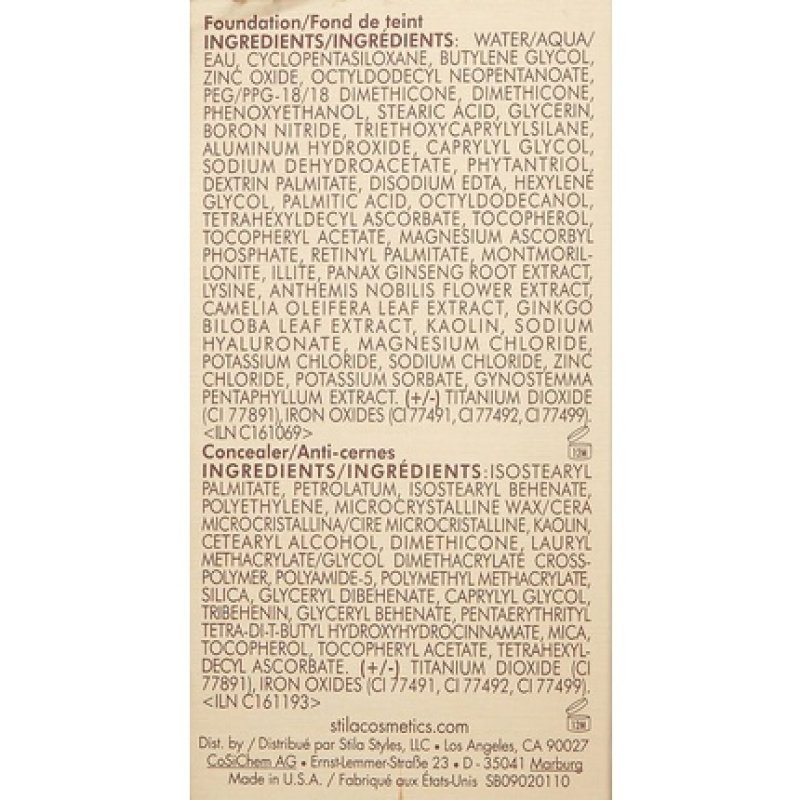 Foundation/Fond de teint
INGREDIENTS/INGRÉDIENTS: WATER/AQUA/
EAU, CYCLOPENTASILOXANE, BUTYLENE GLYCOL,
ZINC OXIDE, OCTYLDODECYL NEOPENTANOATE,
PEG/PPG-18/18 DIMETHICONE, DIMETHICONE,
PHENOXYETHANOL, STEARIC ACID, GLYCERIN,
BORON NITRIDE, TRIETHOXYCAPRYLYLSILANE,
ALUMINUM HYDROXIDE, CAPRYLYL GLYCOL,
SODIUM DEHYDROACETATE, PHYTANTRIOL,
DEXTRIN PALMITATE, DISODIUM EDTA, HEXYLENE
GLYCOL, PALMITIC ACID, OCTYLDODECANOL,
TETRAHEXYLDECYL ASCORBATE, TOCOPHEROL,
TOCOPHERYL ACETATE, MAGNESIUM ASCORBYL
PHOSPHATE, RETINYL PALMITATE, MONTMORIL-
LONITE, ILLITE, PANAX GINSENG ROOT EXTRACT,
LYSINE, ANTHEMIS NOBILIS FLOWER EXTRACT,
CAMELIA OLEIFERA LEAF EXTRACT, GINKGO
BILOBA LEAF EXTRACT, KAOLIN, SODIUM
HYALURONATE, MAGNESIUM CHLORIDE,
POTASSIUM CHLORIDE, SODIUM CHLORIDE, ZINC
CHLORIDE, POTASSIUM SORBATE, GYNOSTEMMA
PENTAPHYLLUM EXTRACT. (+/-) TITANIUM DIOXIDE
(CI 77891), IRON OXIDES (CI 77491, CI 77492, CI 77499).
<ILN C161069>
12M
Concealer/Anti-cernes
INGREDIENTS/INGRÉDIENTS:ISOSTEARYL
PALMITATE, PETROLATUM, ISOSTEARYL BEHENATE,
POLYETHYLENE, MICROCRYSTALLINE WAX/CERA
MICROCRISTALLINA/CIRE MICROCRISTALLINE, KAOLIN,
CETEARYL ALCOHOL, DIMETHICONE, LAURYL
METHACRYLATE/GLYCOL DIMETHACRYLATE CROSS-
POLYMER, POLYAMIDE-5, POLYMETHYL METHACRYLATE,
SILICA, GLYCERYL DIBEHENATE, CAPRYLYL GLYCOL,
TRIBEHENIN, GLYCERYL BEHENATE, PENTAERYTHRITYL
TETRA-DI-T-BUTYL HYDROXYHYDROCINNAMATE, MICA,
TOCOPHEROL, TOCOPHERYL ACETATE, TETRAHEXYL-
DECYL ASCORBATE. (+/-) TITANIUM DIOXIDE (CI
77891), IRON OXIDES (CI 77491, CI 77492, CI 77499).
<ILN C161193>
12M
stilacosmetics.com
Dist. by / Distribué par Stila Styles, LLC • Los Angeles, CA 90027
CoSiChem AG • Ernst-Lemmer-Straße 23 • D - 35041 Marburg
Made in U.S.A. / Fabriqué aux États-Unis SB09020110